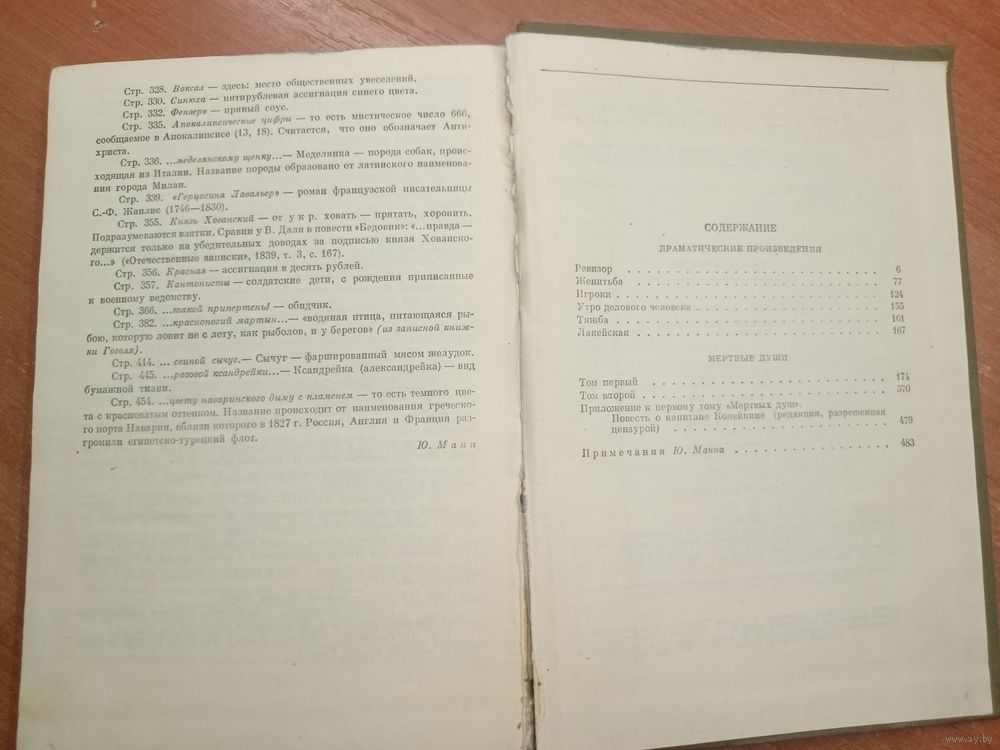 Стр. 328. Воксал — здесь: место общественных увеселений.
Стр. 330. Синюха — пятирублевая ассигнация синего цвета.
Стр. 332. Фензерв — пряный соус.
Стр. 335. Апокалипсические цифры — то есть мистическое число 666,
сообщаемое в Апокалипсисе (13, 18). Считается, что оно обозначает Анти-
христа.
Стр. 336. ...меделянскому щенку...— Меделянка — порода собак, проис-
ходящая из Италии. Название породы образовано от латинского наименова-
ния города Милан.
Стр. 339. «Герцогиня Лавальер» — роман французской писательницы
С.-Ф. Жанлис (1746—1830).
Стр. 355. Князь Хованский — от укр. ховать — прятать, хоронить.
Подразумеваются взятки. Сравни у В. Даля в повести «Бедовик»: «...правда —
держится только на убедительных доводах за подписью князя Хованско-
го...» («Отечественные записки», 1839, т. 3, с. 167).
Стр. 356. Красная — ассигнация в десять рублей.
Стр. 357. Кантонисты — солдатские дети, с рождения приписанные
к военному ведомству.
Стр. 366. ...такой припертень! — обидчик.
Стр. 382. ...красноногий мартын...— «водяная птица, питающаяся ры-
бою, которую ловит не с лету, как рыболов, и у берегов» (из записной книж-
ки Гоголя).
Стр. 414. ... свиной сычуг.— Сычуг — фаршированный мясом желудок.
Стр. 445. ...розовой ксандрейки...— Ксандрейка (александрейка) — вид
бумажной ткани.
Стр. 454. ...цвету наваринского дыму с пламенем — то есть темного цве-
та с красноватым оттенком. Название происходит от наименования греческо-
го порта Наварин, вблизи которого в 1827 г. Россия, Англия и Франция раз-
громили египетско-турецкий флот.
Ю. Манн
СОДЕРЖАНИЕ
ДРАМАТИЧЕСКИЕ ПРОИЗВЕДЕНИЯ
Ревизор . . . . . . . . . . 6
Женитьба . . . . . . . . . . 77
Игроки . . . . . . . . . . 124
Утро делового человека . . . . . . . . . . 155
Тяжба . . . . . . . . . . 161
Лакейская . . . . . . . . . . 167
МЕРТВЫЕ ДУШИ
Том первый . . . . . . . . . . 174
Том второй . . . . . . . . . . 370
Приложение к первому тому «Мертвых душ».
Повесть о капитане Копейкине (редакция, разрешенная
цензурой) . . . . . . . . . . 479
Примечания Ю. Манна . . . . . . . . . . 483
www.ay.by